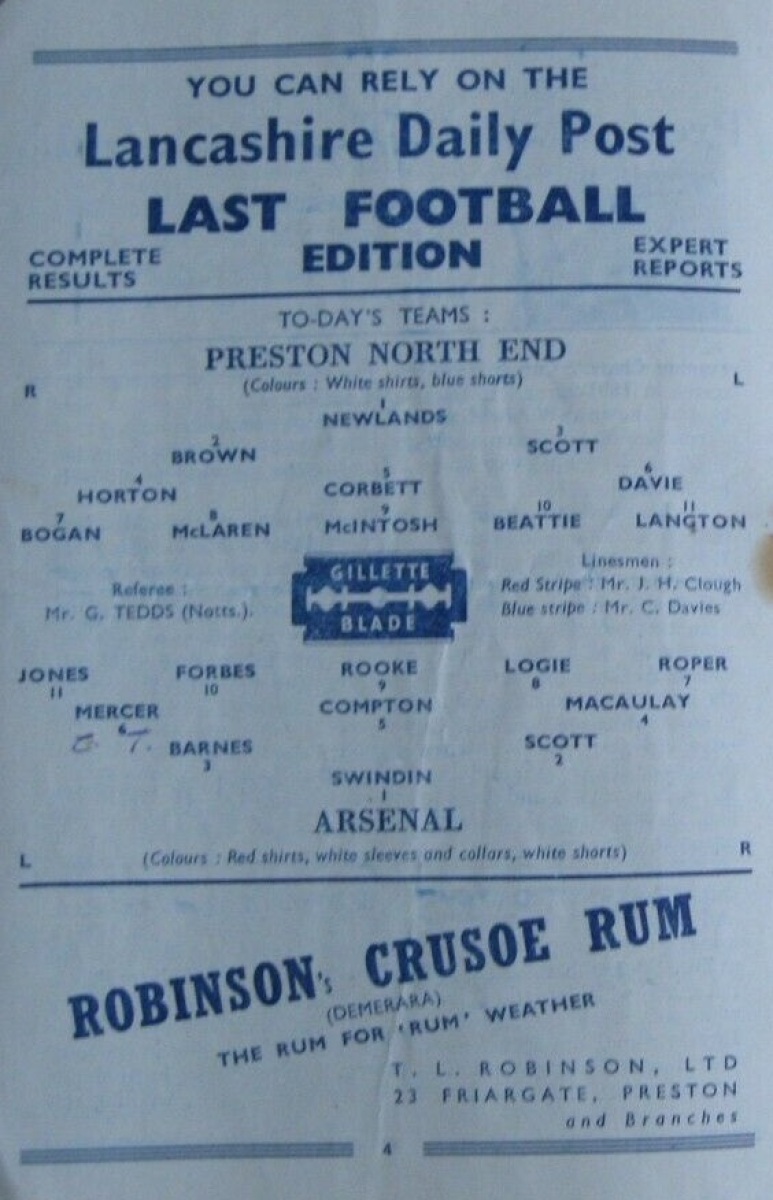 YOU CAN RELY ON THE
Lancashire Daily Post
LAST FOOTBALL
COMPLETE RESULTS
EDITION
EXPERT REPORTS
TO-DAY'S TEAMS :
PRESTON NORTH END
R
(Colours : White shirts, blue shorts)
L
1
NEWLANDS
2
BROWN
3
SCOTT
4
HORTON
5
CORBETT
6
DAVIE
7
BOGAN
8
McLAREN
9
McINTOSH
10
BEATTIE
11
LANGTON
Referee :
Mr. G. TEDDS (Notts.).
GILLETTE
BLADE
Linesmen :
Red Stripe : Mr. J. H. Clough
Blue stripe : Mr. C. Davies
JONES
11
FORBES
10
ROOKE
9
LOGIE
8
ROPER
7
MERCER
6
COMPTON
5
MACAULAY
4
BARNES
3
SCOTT
2
SWINDIN
1
ARSENAL
L
(Colours : Red shirts, white sleeves and collars, white shorts)
R
ROBINSON's CRUSOE RUM
(DEMERARA)
THE RUM FOR 'RUM' WEATHER
T. L. ROBINSON, LTD
23 FRIARGATE, PRESTON
and Branches
4